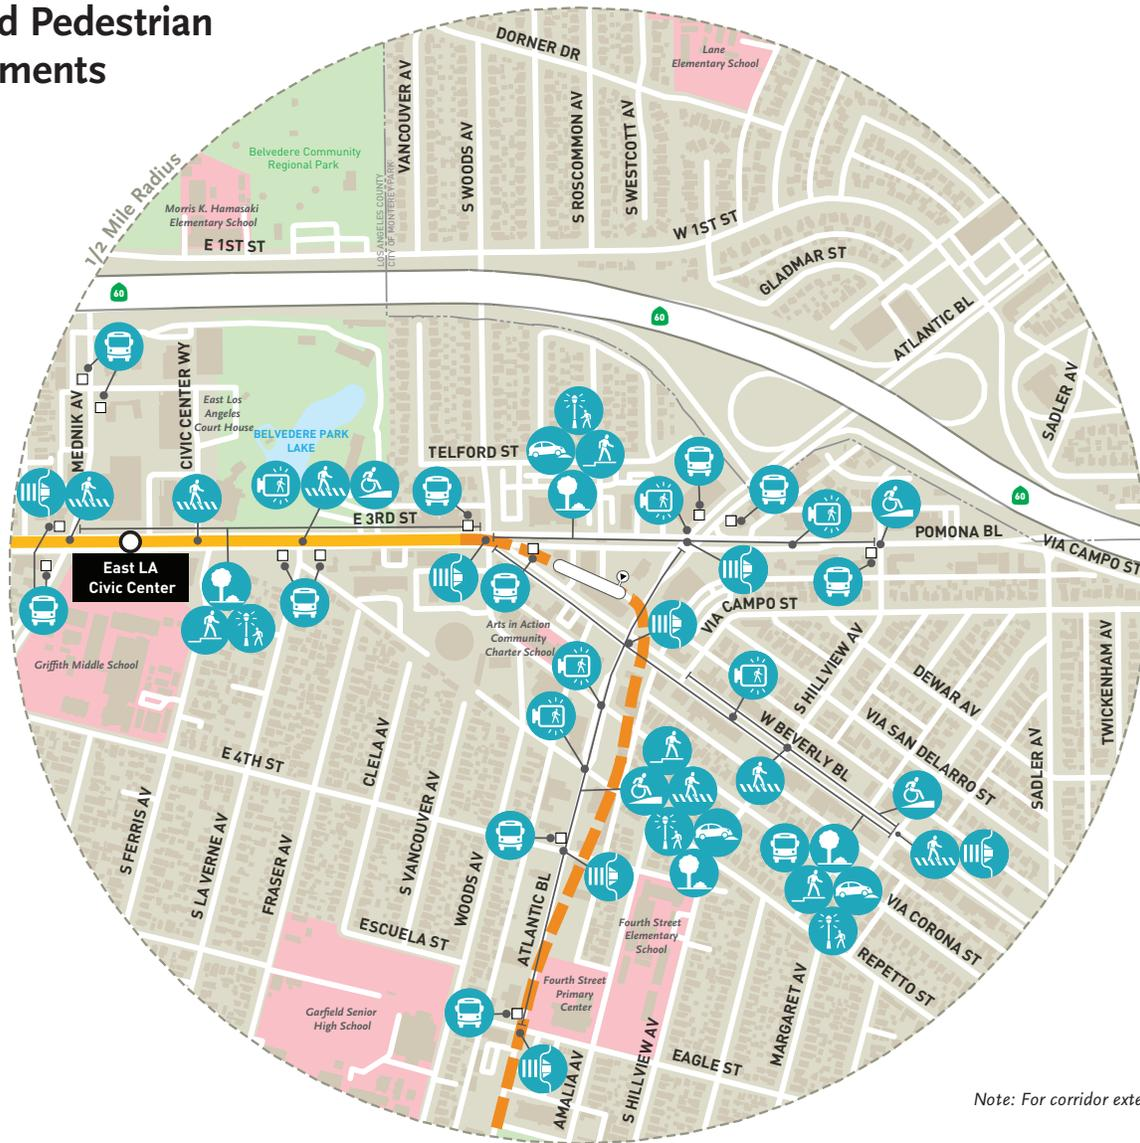 d Pedestrian
ments
1/2 Mile Radius
DORNER DR
Lane
Elementary School
VANCOUVER AV
S WOODS AV
S ROSCOMMON AV
S WESTCOTT AV
Belvedere Community
Regional Park
Morris K. Hamasaki
Elementary School
E 1ST ST
LOS ANGELES COUNTY
CITY OF MONTEREY PARK
W 1ST ST
GLADMAR ST
ATLANTIC BL
SADLER AV
60
60
60
MEDNIK AV
CIVIC CENTER WY
East Los
Angeles
Court House
BELVEDERE PARK
LAKE
TELFORD ST
E 3RD ST
POMONA BL
VIA CAMPO ST
East LA
Civic Center
VIA CAMPO ST
Arts in Action
Community
Charter School
Griffith Middle School
S HILLVIEW AV
DEWAR AV
TWICKENHAM AV
W BEVERLY BL
VIA SAN DELARRO ST
SADLER AV
E 4TH ST
CLELA AV
S FERRIS AV
S LA VERNE AV
FRASER AV
S VANCOUVER AV
WOODS AV
ATLANTIC BL
ESCUELA ST
Fourth Street
Elementary
School
VIA CORONA ST
REPETTO ST
Fourth Street
Primary
Center
Garfield Senior
High School
MARGARET AV
EAGLE ST
S HILLVIEW AV
AMALIA AV
Note: For corridor exte